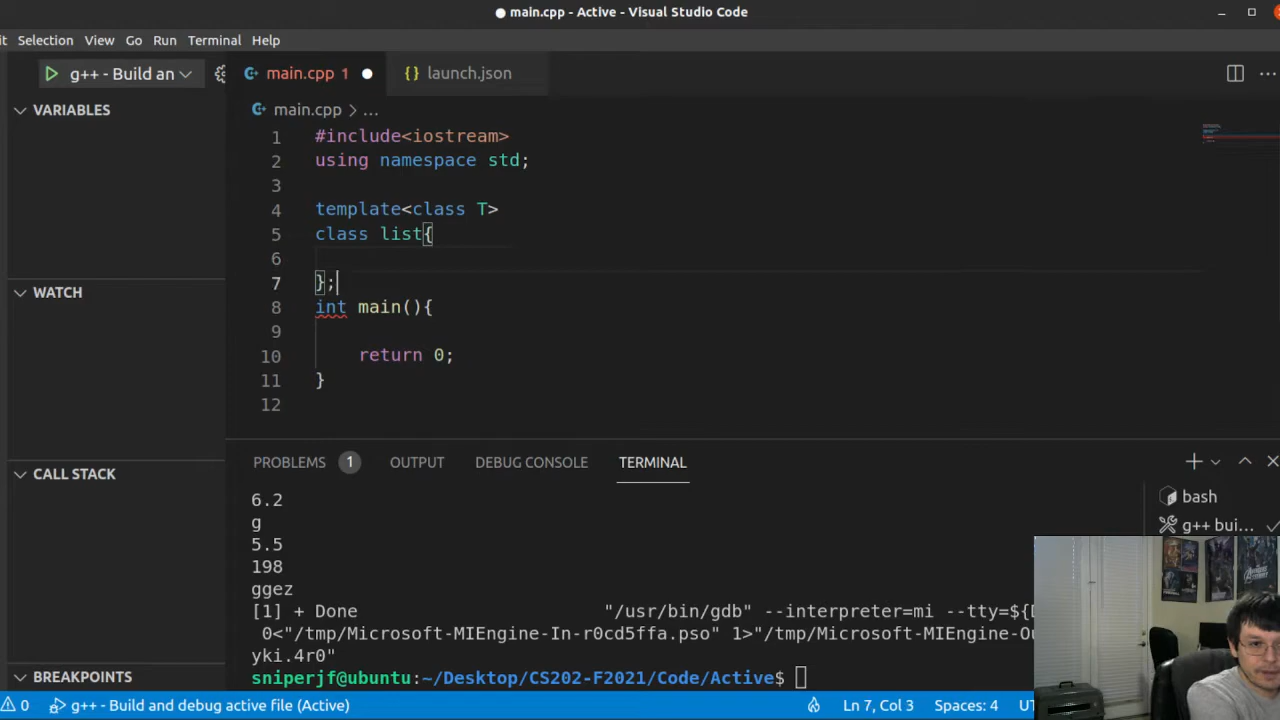 main.cpp - Active - Visual Studio Code
it Selection View Go Run Terminal Help
g++ - Build an
main.cpp 1
launch.json
VARIABLES
main.cpp > ...
1 #include<iostream>
2 using namespace std;
3
4 template<class T>
5 class list{
6
7 };
8 int main(){
9
10 return 0;
11 }
12
WATCH
CALL STACK
BREAKPOINTS
PROBLEMS 1 OUTPUT DEBUG CONSOLE TERMINAL
6.2
g
5.5
198
ggez
[1] + Done "/usr/bin/gdb" --interpreter=mi --tty=${D
0<"/tmp/Microsoft-MIEngine-In-r0cd5ffa.pso" 1>"/tmp/Microsoft-MIEngine-Ou
yki.4r0"
sniperjf@ubuntu:~/Desktop/CS202-F2021/Code/Active$
bash
g++ bui...
0 g++ - Build and debug active file (Active) Ln 7, Col 3 Spaces: 4 UT